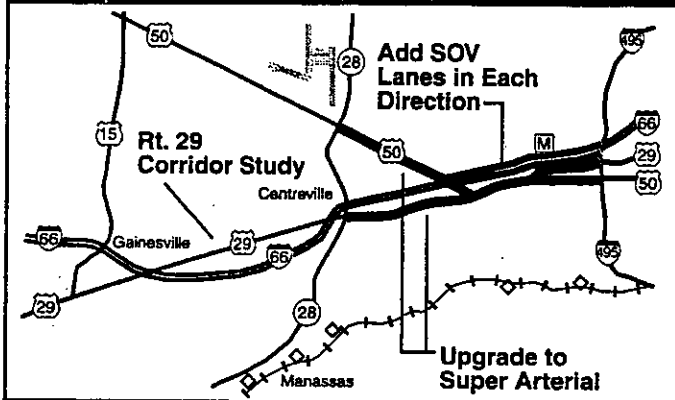 50
28
495
Add SOV
Lanes in Each
Direction
66
15
Rt. 29
Corridor Study
50
M
29
50
Centreville
66
Gainesville
29
66
495
29
28
Upgrade to
Super Arterial
Manassas